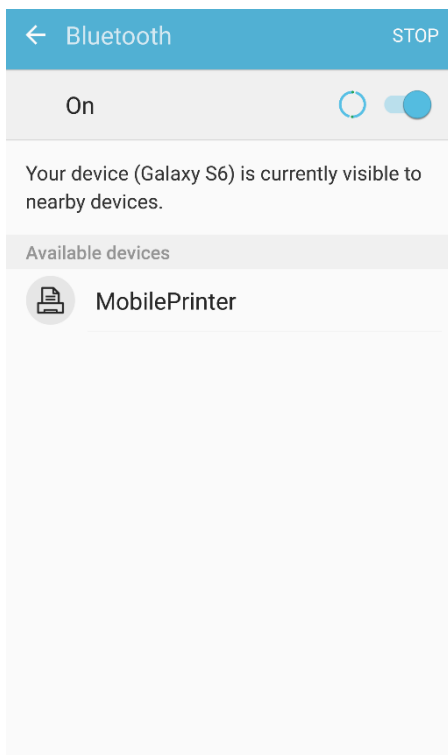 Bluetooth STOP
On
Your device (Galaxy S6) is currently visible to
nearby devices.
Available devices
MobilePrinter